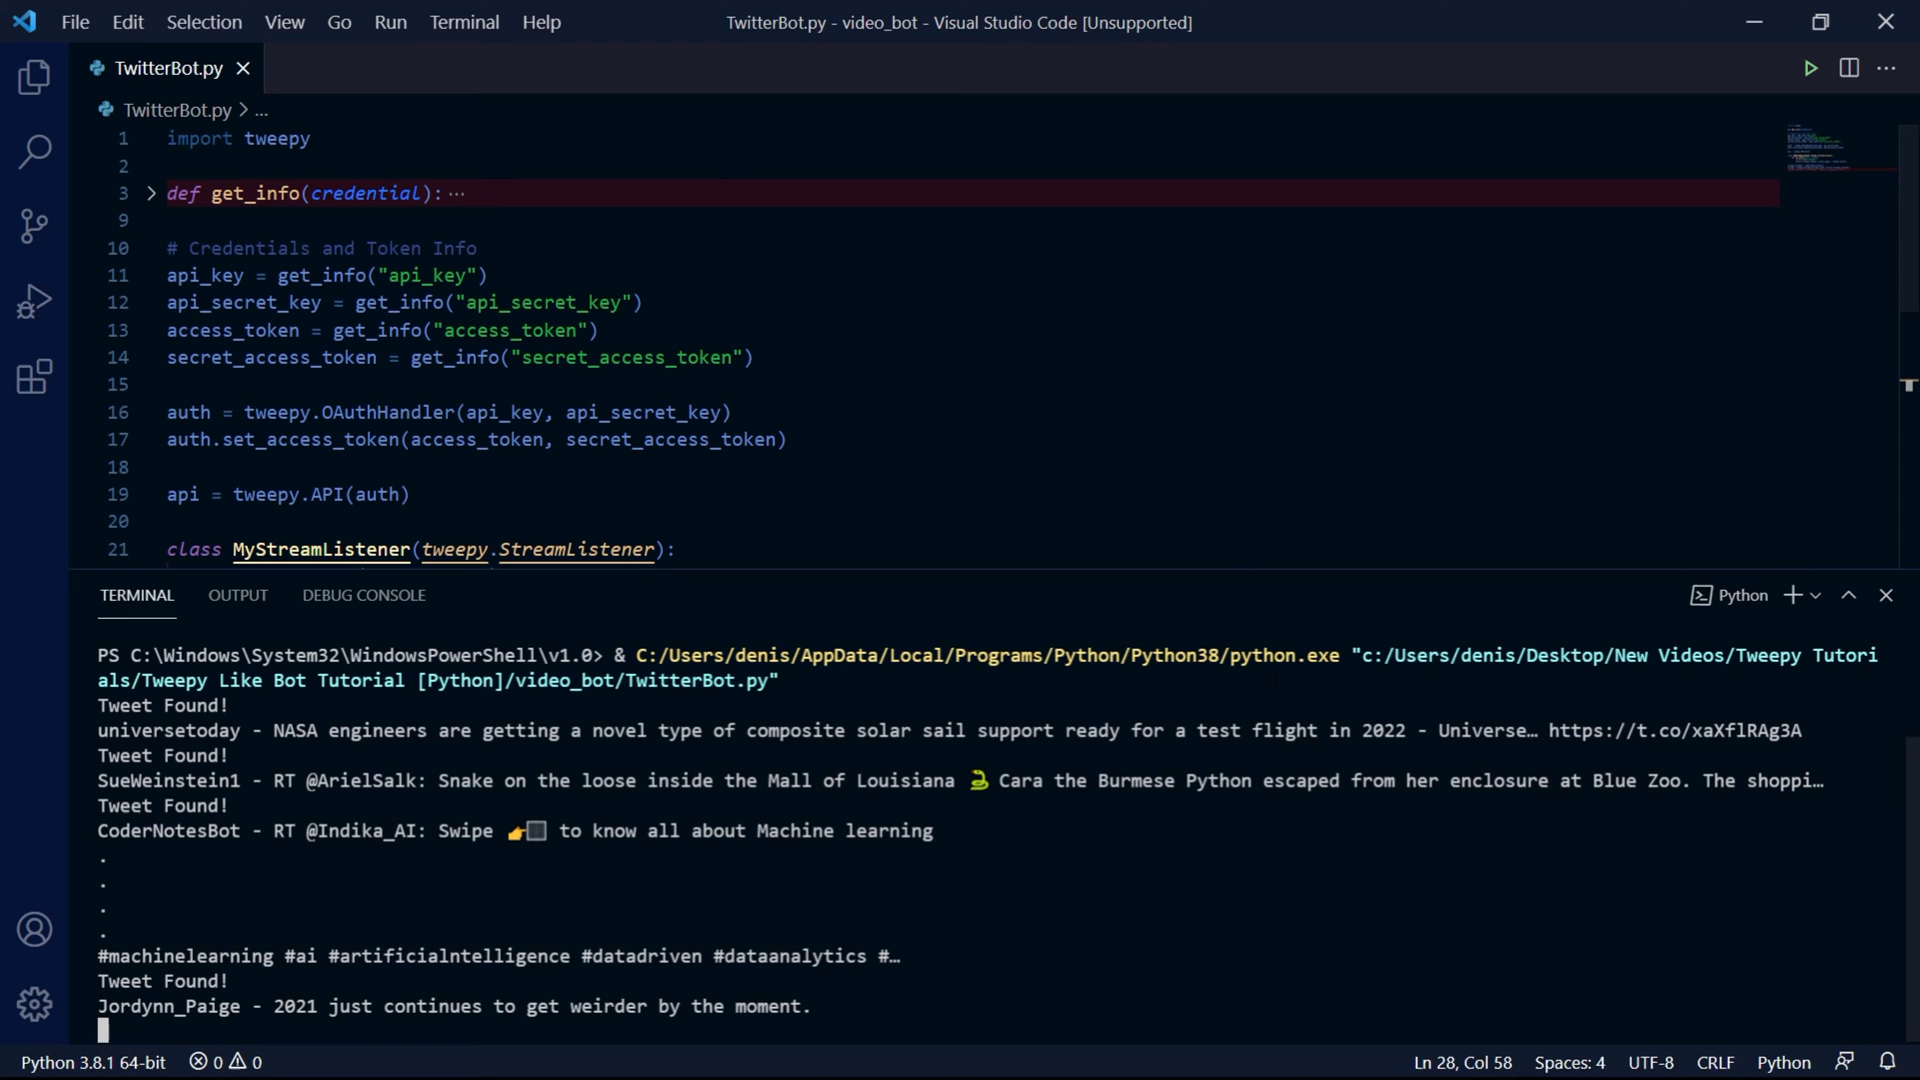 File Edit Selection View Go Run Terminal Help TwitterBot.py - video_bot - Visual Studio Code [Unsupported]
TwitterBot.py
TwitterBot.py > ...
1 import tweepy
2
3 def get_info(credential): ...
9
10 # Credentials and Token Info
11 api_key = get_info("api_key")
12 api_secret_key = get_info("api_secret_key")
13 access_token = get_info("access_token")
14 secret_access_token = get_info("secret_access_token")
15
16 auth = tweepy.OAuthHandler(api_key, api_secret_key)
17 auth.set_access_token(access_token, secret_access_token)
18
19 api = tweepy.API(auth)
20
21 class MyStreamListener(tweepy.StreamListener):
TERMINAL OUTPUT DEBUG CONSOLE Python
PS C:\Windows\System32\WindowsPowerShell\v1.0> & C:/Users/denis/AppData/Local/Programs/Python/Python38/python.exe "c:/Users/denis/Desktop/New Videos/Tweepy Tutori
als/Tweepy Like Bot Tutorial [Python]/video_bot/TwitterBot.py"
Tweet Found!
universetoday - NASA engineers are getting a novel type of composite solar sail support ready for a test flight in 2022 - Universe… https://t.co/xaXflRAg3A
Tweet Found!
SueWeinstein1 - RT @ArielSalk: Snake on the loose inside the Mall of Louisiana 🐍 Cara the Burmese Python escaped from her enclosure at Blue Zoo. The shoppi…
Tweet Found!
CoderNotesBot - RT @Indika_AI: Swipe 👉 to know all about Machine learning
.
.
.
.
#machinelearning #ai #artificialntelligence #datadriven #dataanalytics #…
Tweet Found!
Jordynn_Paige - 2021 just continues to get weirder by the moment.
Python 3.8.1 64-bit 0 0 Ln 28, Col 58 Spaces: 4 UTF-8 CRLF Python